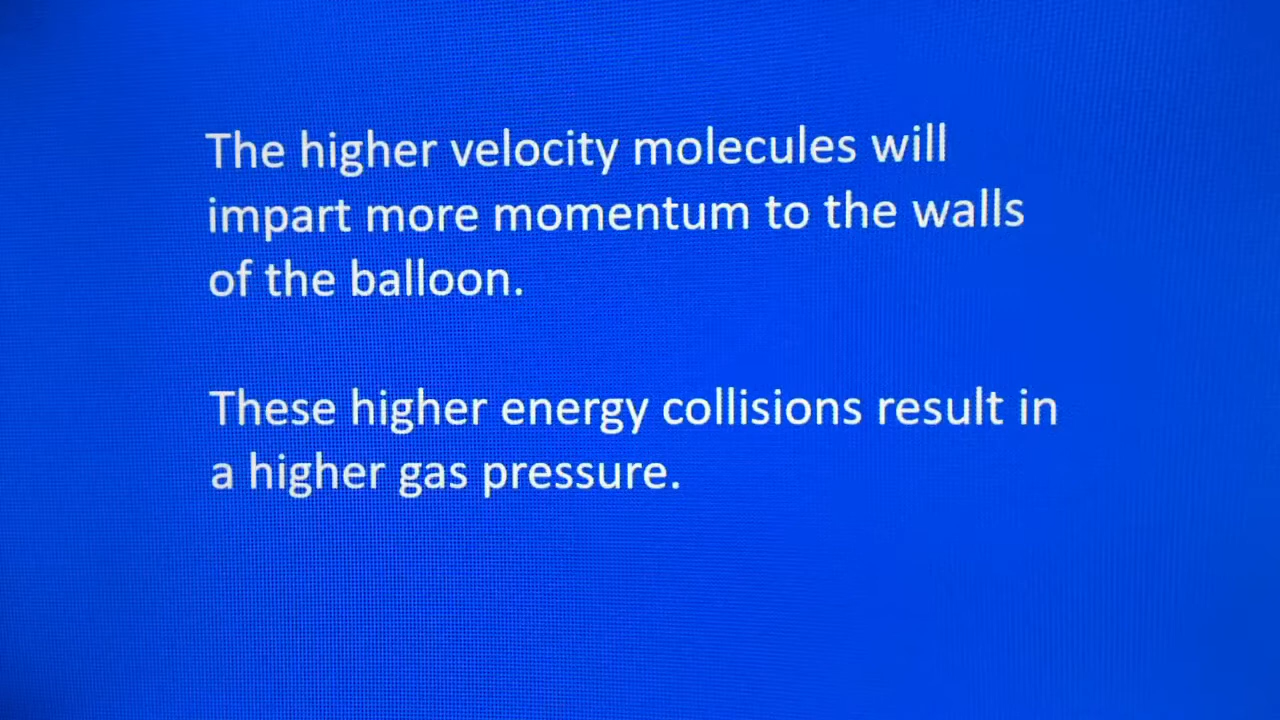 The higher velocity molecules will
impart more momentum to the walls
of the balloon.
These higher energy collisions result in
a higher gas pressure.